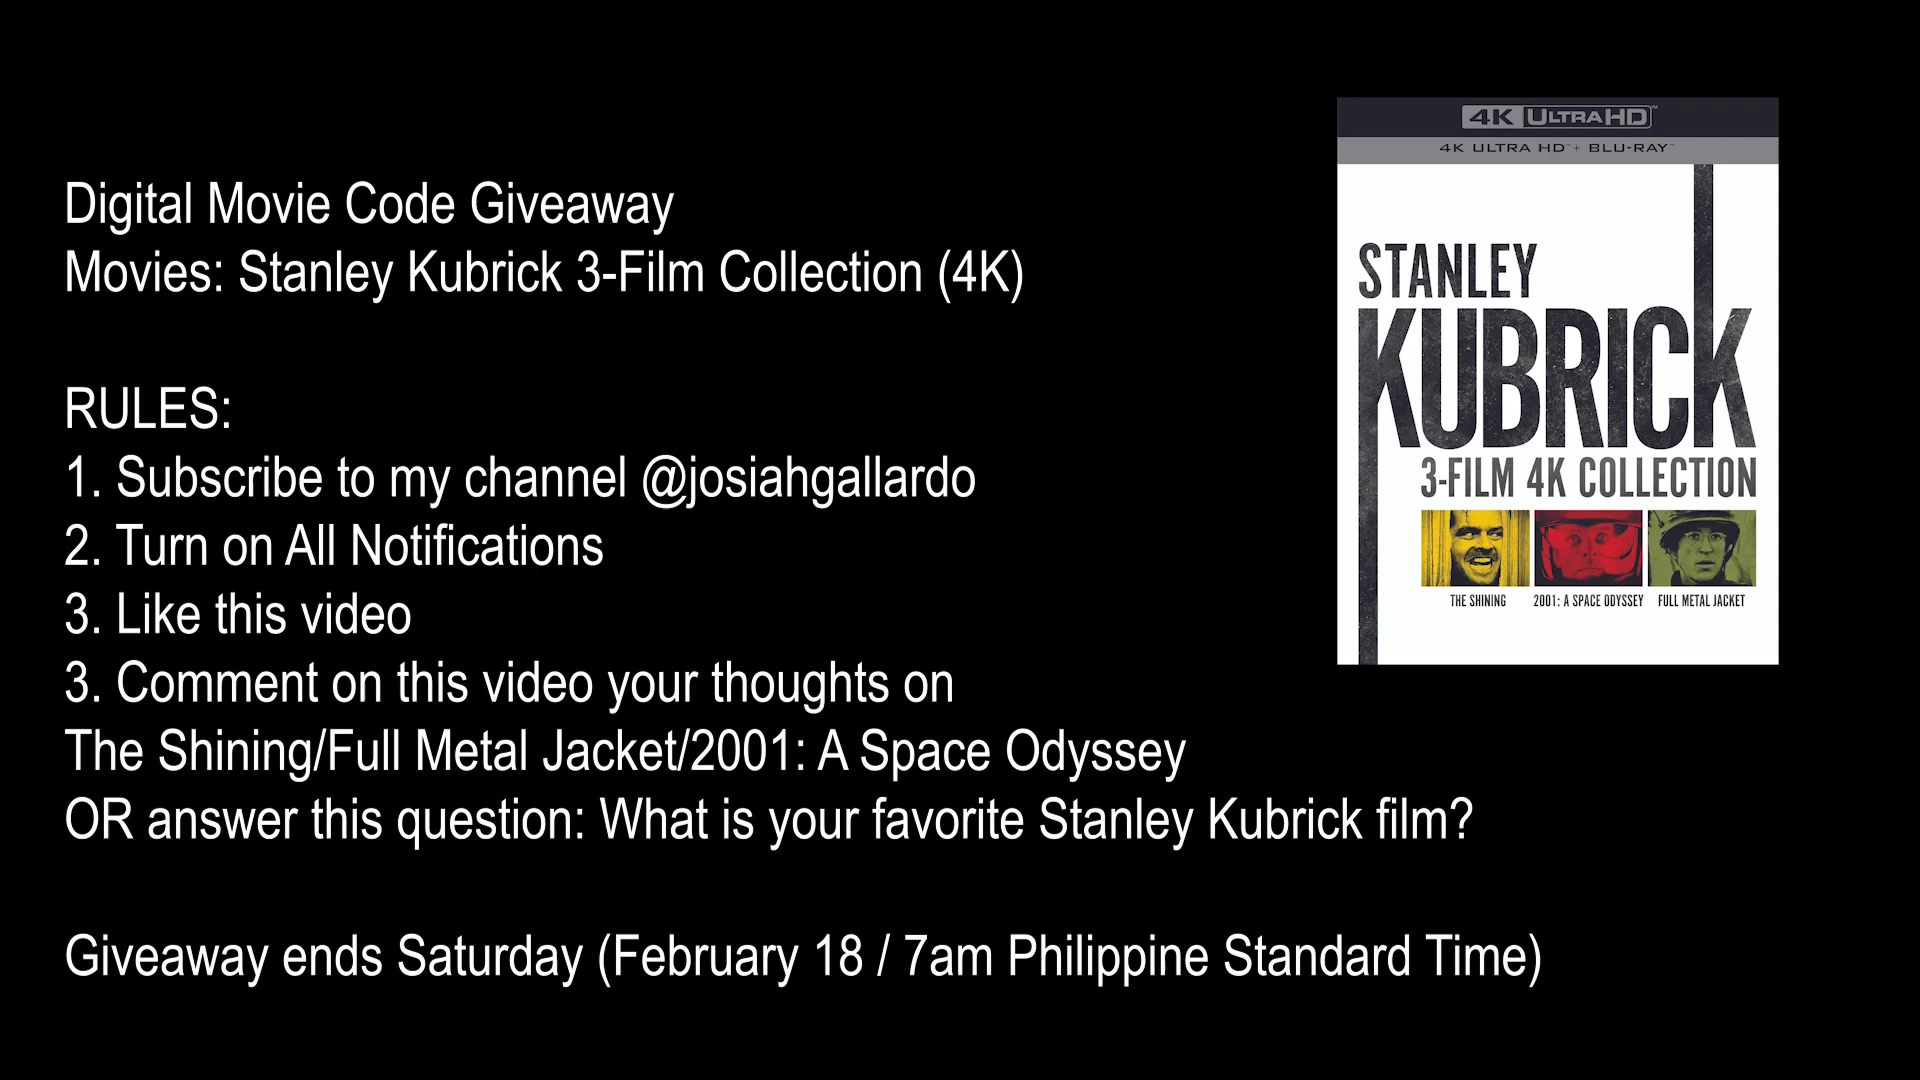 Digital Movie Code Giveaway
Movies: Stanley Kubrick 3-Film Collection (4K)
RULES:
1. Subscribe to my channel @josiahgallardo
2. Turn on All Notifications
3. Like this video
3. Comment on this video your thoughts on
The Shining/Full Metal Jacket/2001: A Space Odyssey
OR answer this question: What is your favorite Stanley Kubrick film?
Giveaway ends Saturday (February 18 / 7am Philippine Standard Time)
4K ULTRA HD™
4K ULTRA HD™ + BLU-RAY™
STANLEY
KUBRICK
3-FILM 4K COLLECTION
THE SHINING 2001: A SPACE ODYSSEY FULL METAL JACKET